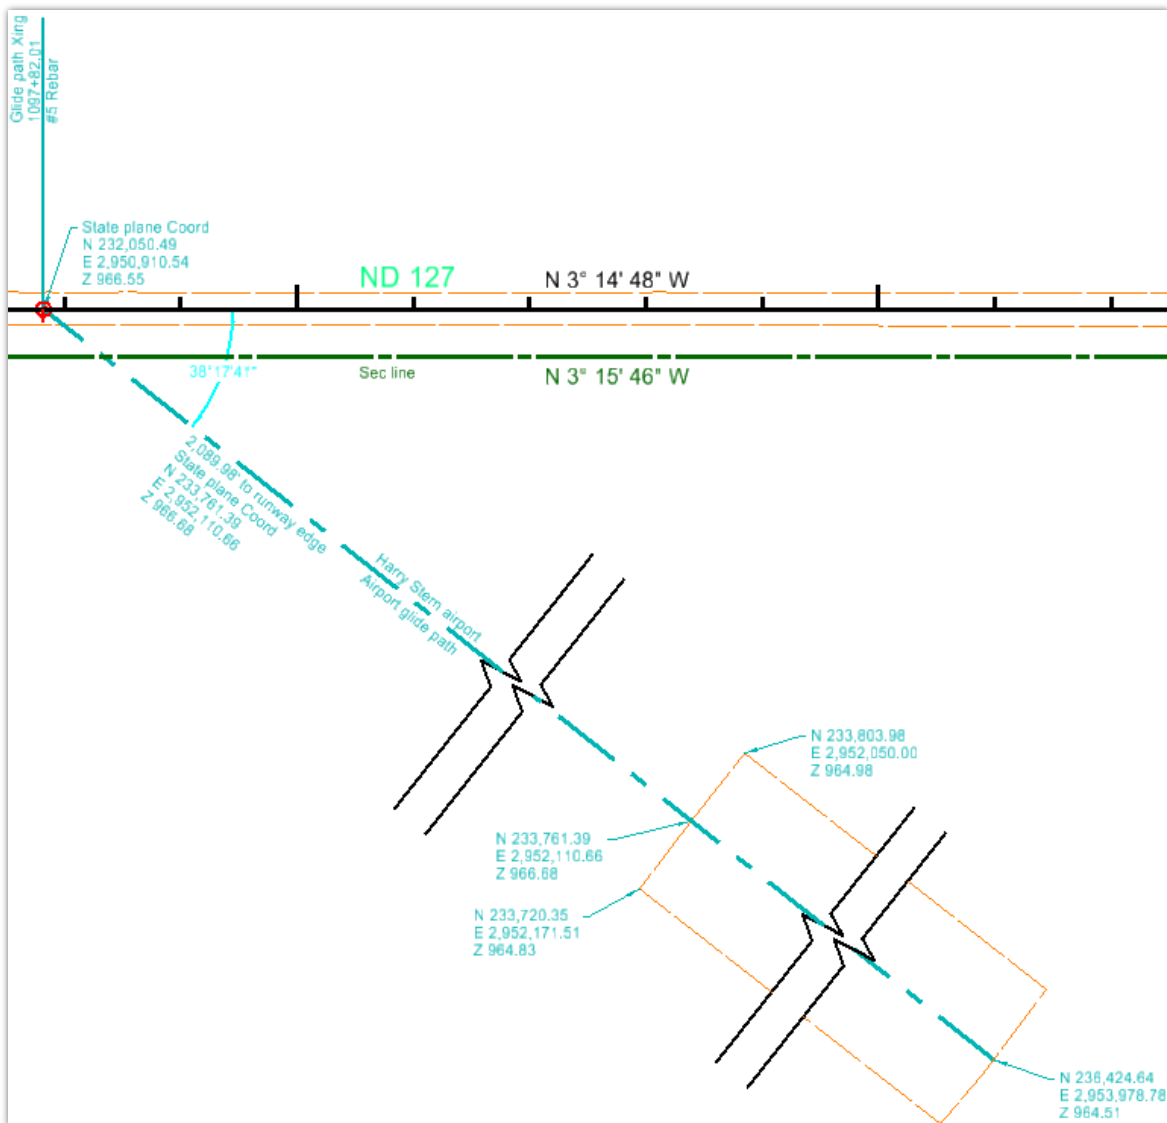 Glide path Xing
1097+82.01
#5 Rebar
State plane Coord
N 232,050.49
E 2,950,910.54
Z 966.55
ND 127
N 3° 14' 48" W
38°17'41"
Sec line
N 3° 15' 46" W
2,089.98' to runway edge
State plane Coord
N 233,761.39
E 2,952,110.66
Z 966.68
Harry Stern airport
Airport glide path
N 233,803.98
E 2,952,050.00
Z 964.98
N 233,761.39
E 2,952,110.66
Z 966.68
N 233,720.35
E 2,952,171.51
Z 964.83
N 236,424.64
E 2,953,978.78
Z 964.51